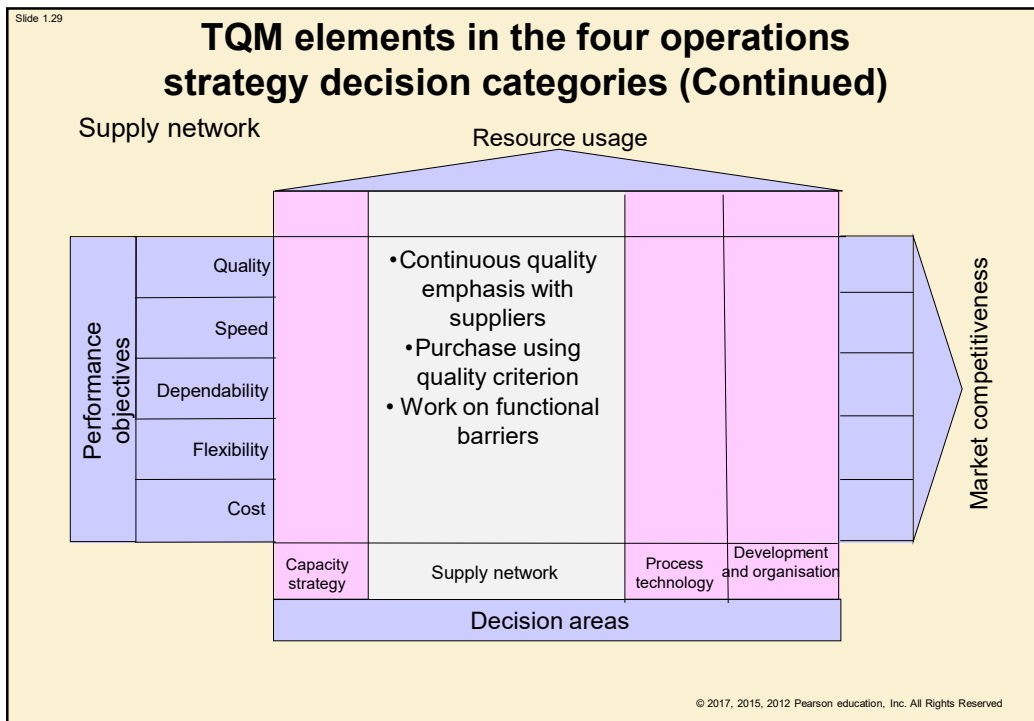 Slide 1.29
TQM elements in the four operations
strategy decision categories (Continued)
Supply network
Resource usage
Performance
objectives
Quality
Speed
Dependability
Flexibility
Cost
•Continuous quality
emphasis with
suppliers
•Purchase using
quality criterion
• Work on functional
barriers
Market competitiveness
Capacity
strategy
Supply network
Process
technology
Development
and organisation
Decision areas
© 2017, 2015, 2012 Pearson education, Inc. All Rights Reserved